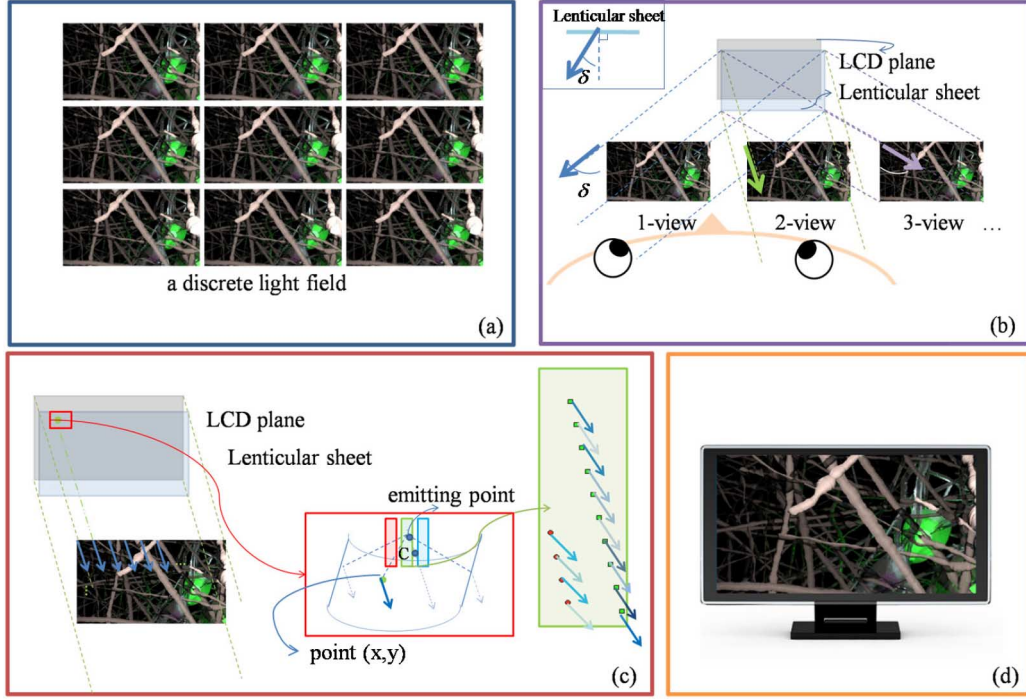 a discrete light field
(a)
Lenticular sheet
δ
LCD plane
Lenticular sheet
δ
1-view
2-view
3-view ...
(b)
LCD plane
Lenticular sheet
emitting point
C
point (x,y)
(c)
(d)